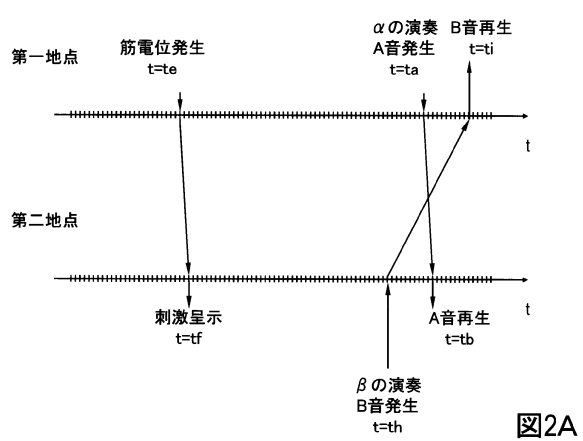 第一地点
筋電位発生
t=te
αの演奏
A音発生
t=ta
B音再生
t=ti
t
第二地点
刺激呈示
t=tf
A音再生
t=tb
t
βの演奏
B音発生
t=th
図2A